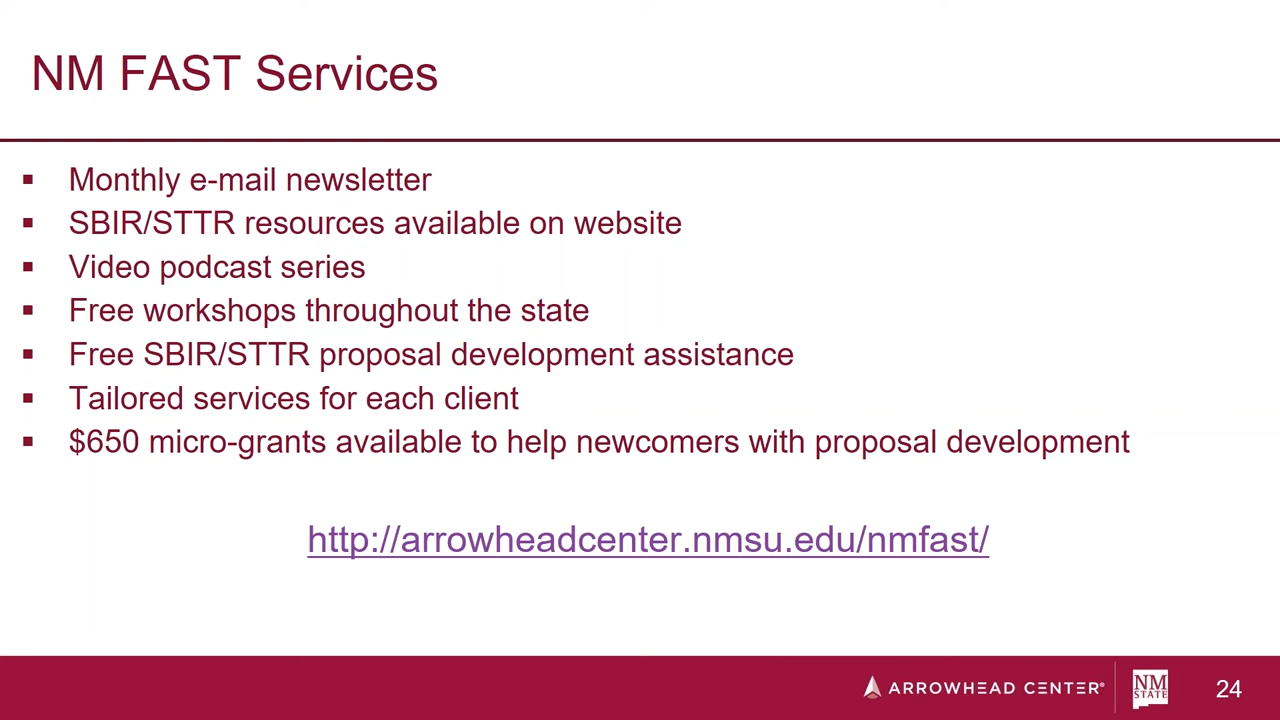 NM FAST Services
▪ Monthly e-mail newsletter
▪ SBIR/STTR resources available on website
▪ Video podcast series
▪ Free workshops throughout the state
▪ Free SBIR/STTR proposal development assistance
▪ Tailored services for each client
▪ $650 micro-grants available to help newcomers with proposal development
http://arrowheadcenter.nmsu.edu/nmfast/
ARROWHEAD CENTER®
NM
STATE
24